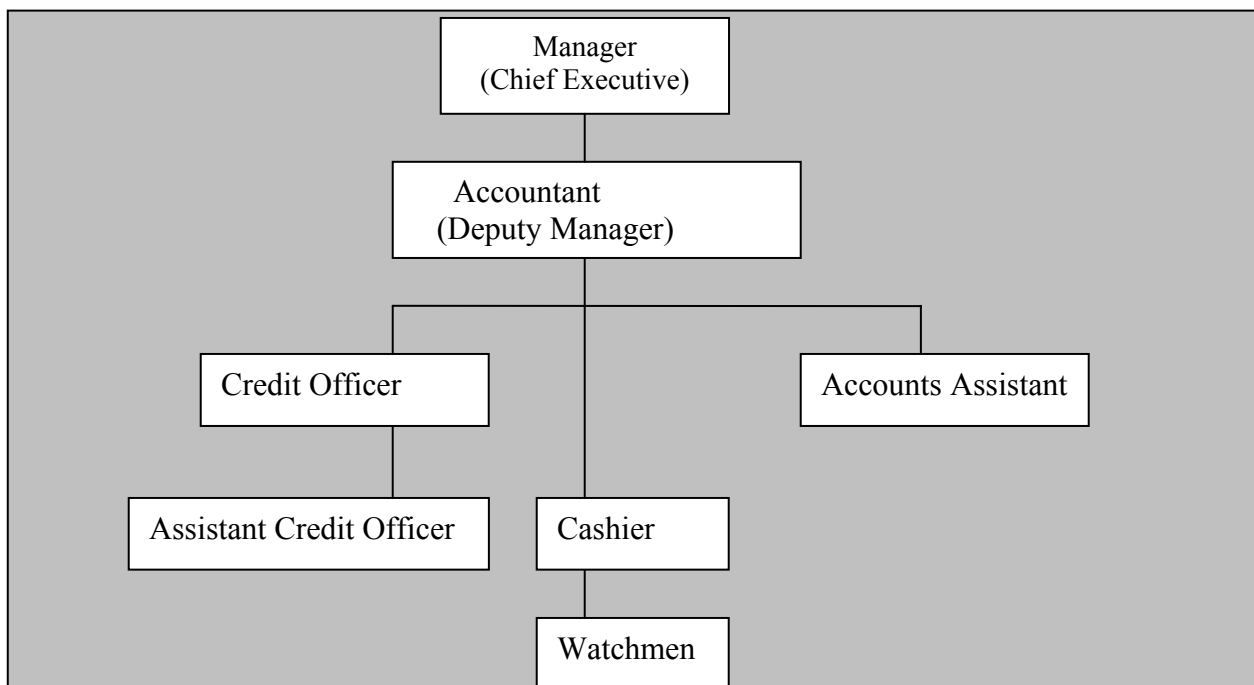 Manager
(Chief Executive)
Accountant
(Deputy Manager)
Credit Officer
Accounts Assistant
Assistant Credit Officer
Cashier
Watchmen